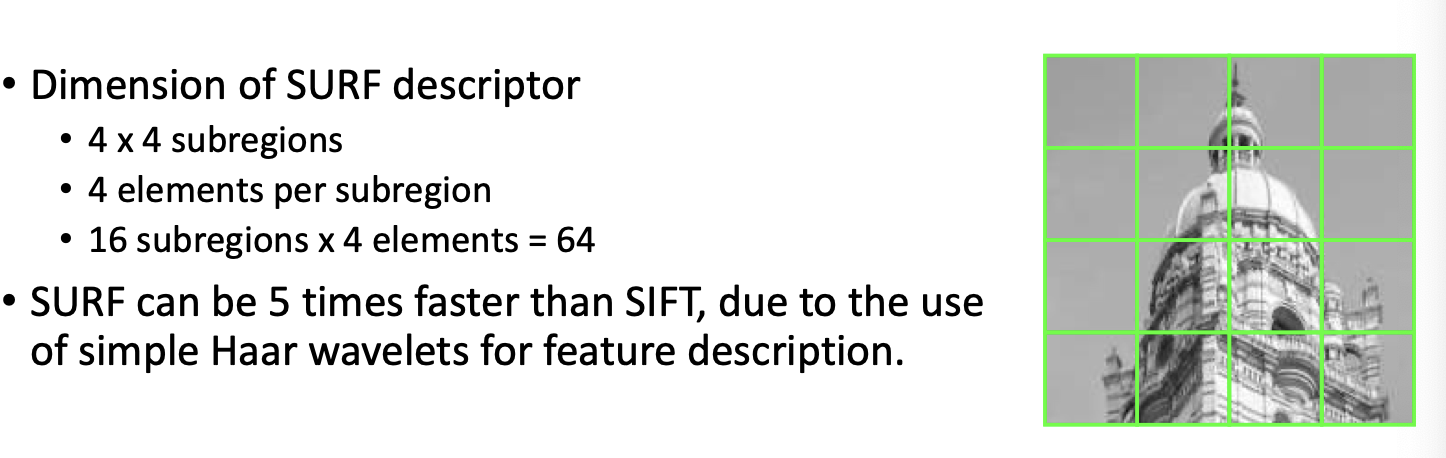 • Dimension of SURF descriptor
• 4 x 4 subregions
• 4 elements per subregion
• 16 subregions x 4 elements = 64
• SURF can be 5 times faster than SIFT, due to the use
of simple Haar wavelets for feature description.